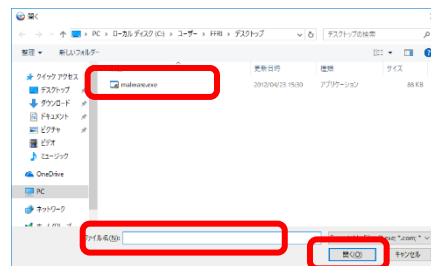 開く
PC › ローカル ディスク (C:) › ユーザー › FFRI › デスクトップ
デスクトップの検索
整理 新しいフォルダー
更新日時 種類 サイズ
クイック アクセス
malware.exe 2012/04/23 15:30 アプリケーション 88 KB
デスクトップ
ダウンロード
ドキュメント
ピクチャ
ビデオ
ミュージック
OneDrive
PC
ネットワーク
ファイル名(N):
*.com; *
開く(O) キャンセル